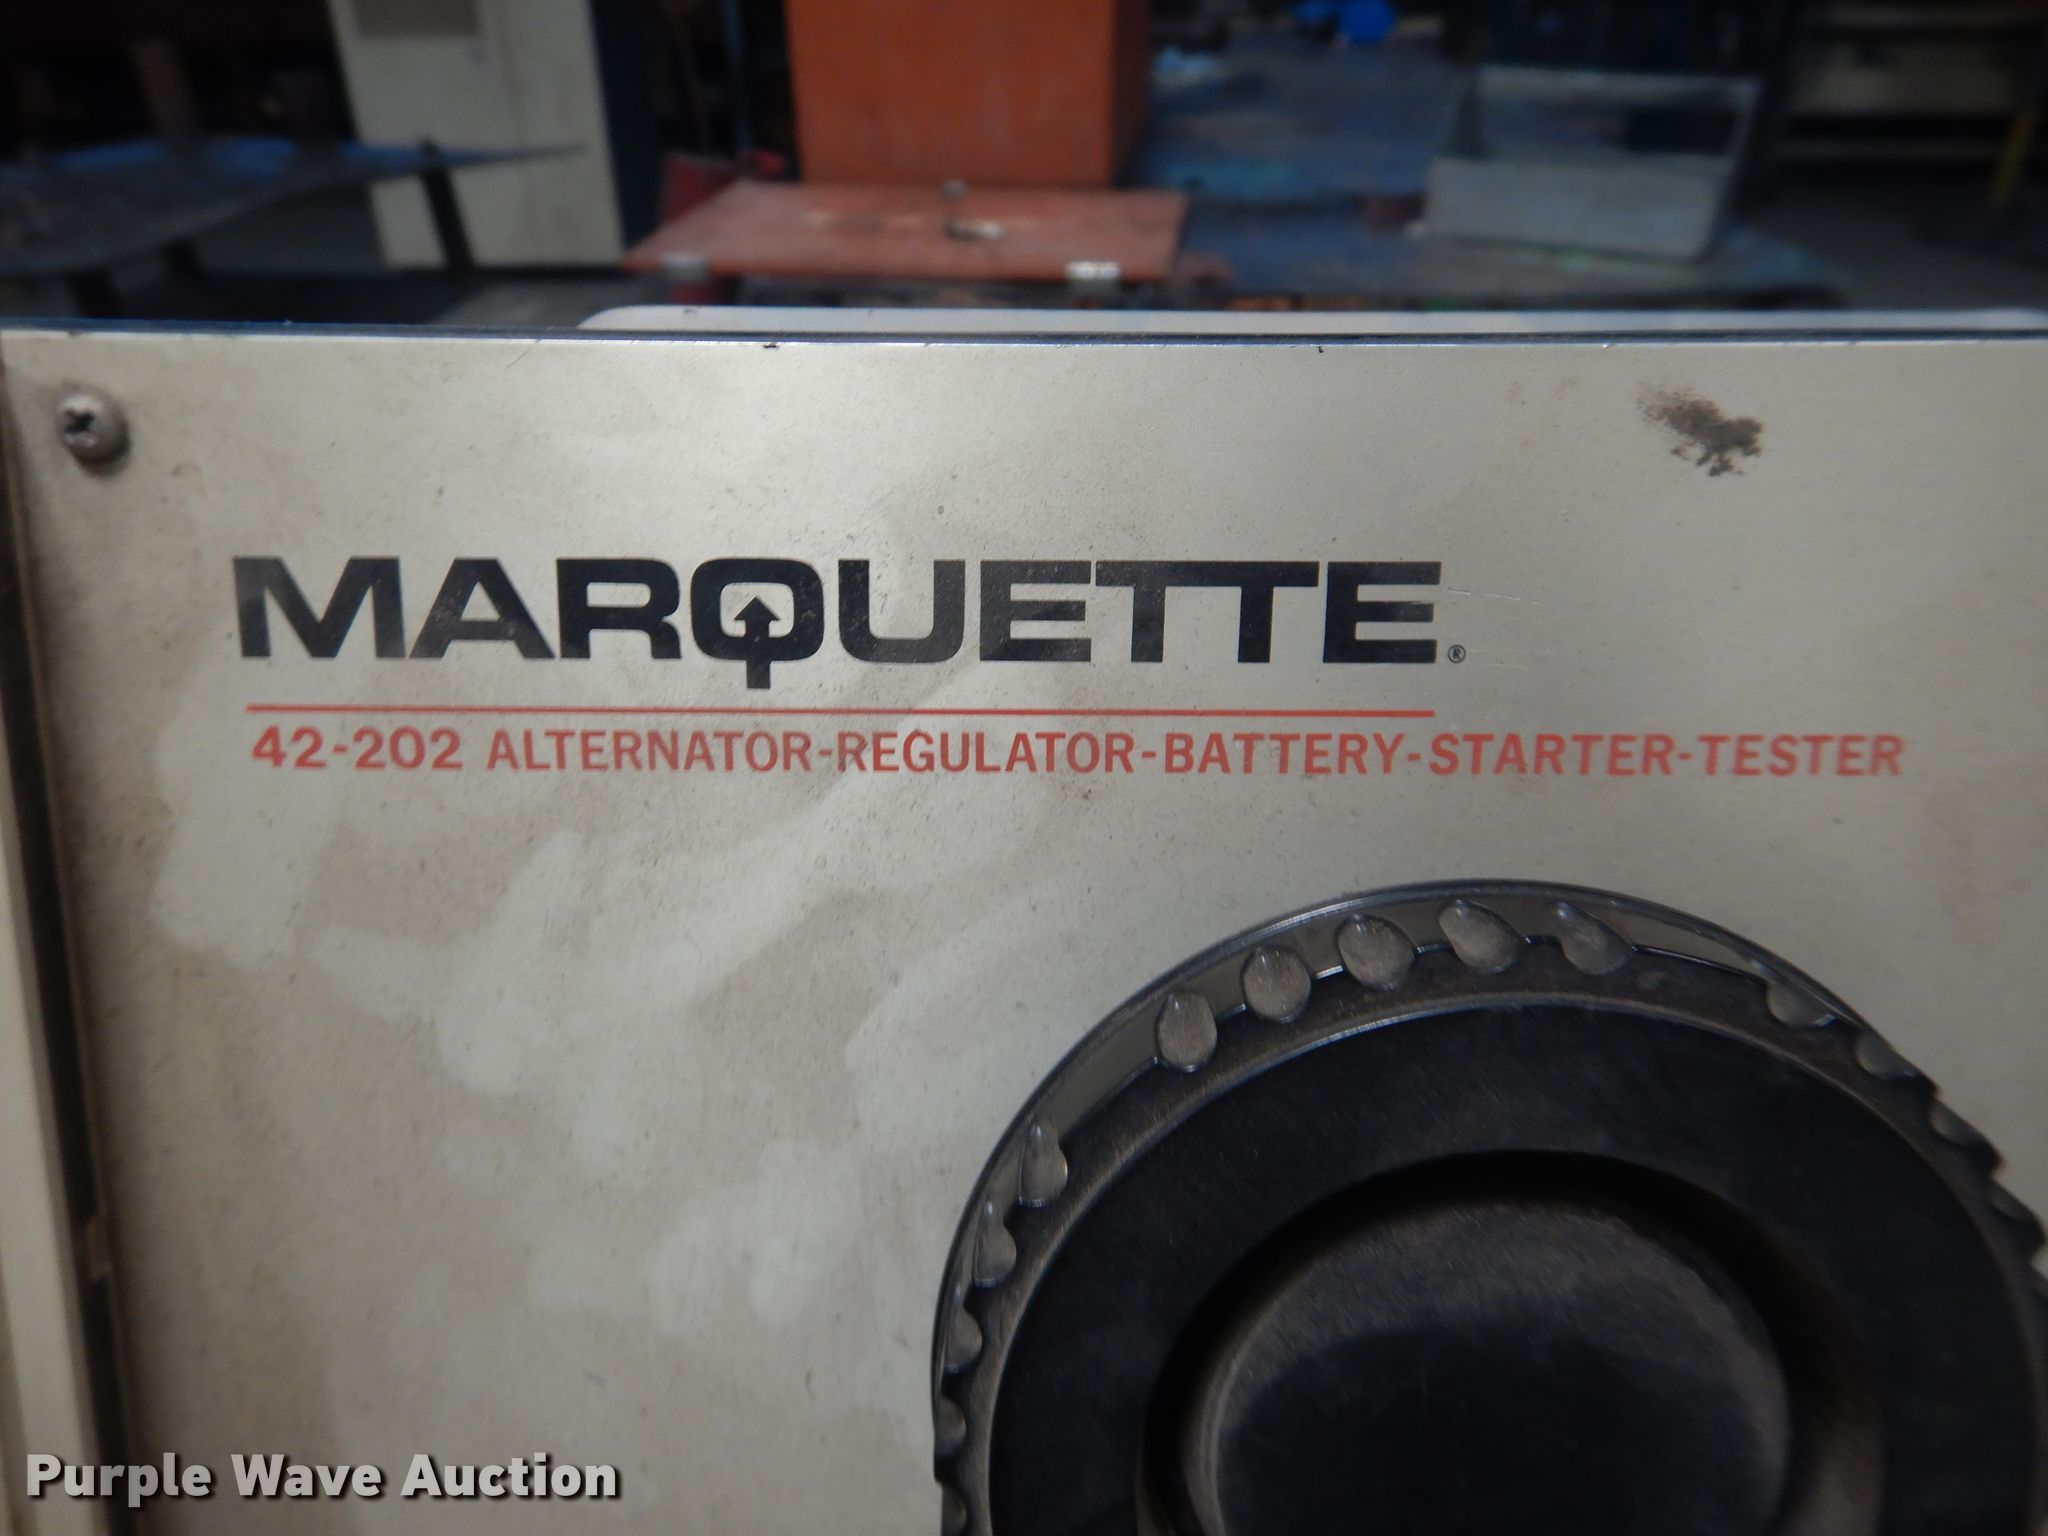 MARQUETTE®
42-202 ALTERNATOR-REGULATOR-BATTERY-STARTER-TESTER
Purple Wave Auction